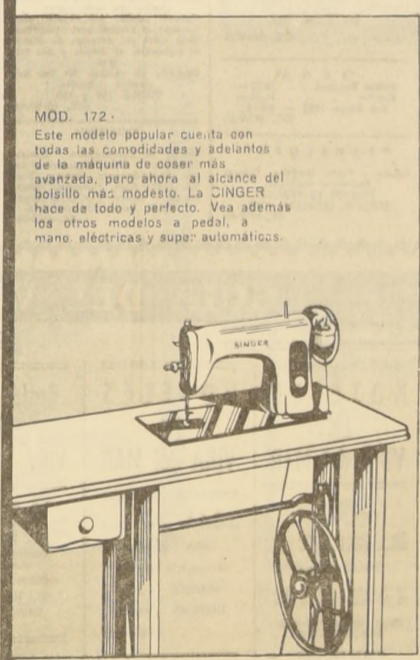 MOD. 172.
Este modelo popular cuenta con
todas las comodidades y adelantos
de la máquina de coser más
avanzada, pero ahora al alcance del
bolsillo más modesto. La SINGER
hace de todo y perfecto. Vea además
los otros modelos a pedal, a
mano, eléctricas y super automáticas.
SINGER